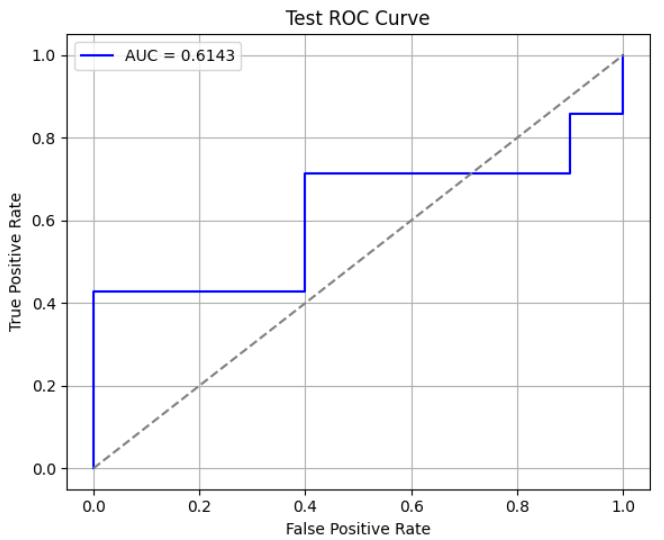 Test ROC Curve
AUC = 0.6143
True Positive Rate
1.0
0.8
0.6
0.4
0.2
0.0
0.0 0.2 0.4 0.6 0.8 1.0
False Positive Rate